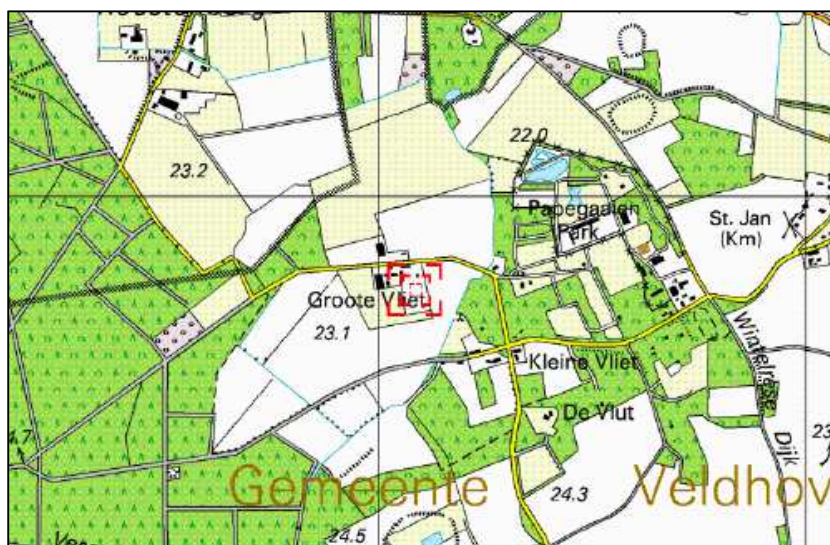 22.0
23.2
Papegaaien
Park
St. Jan
(Km)
Groote Vliet
23.1
Kleine Vliet
Winterelse
Dijk
De Vlut
Gemeente Veldhov
24.3
24.5